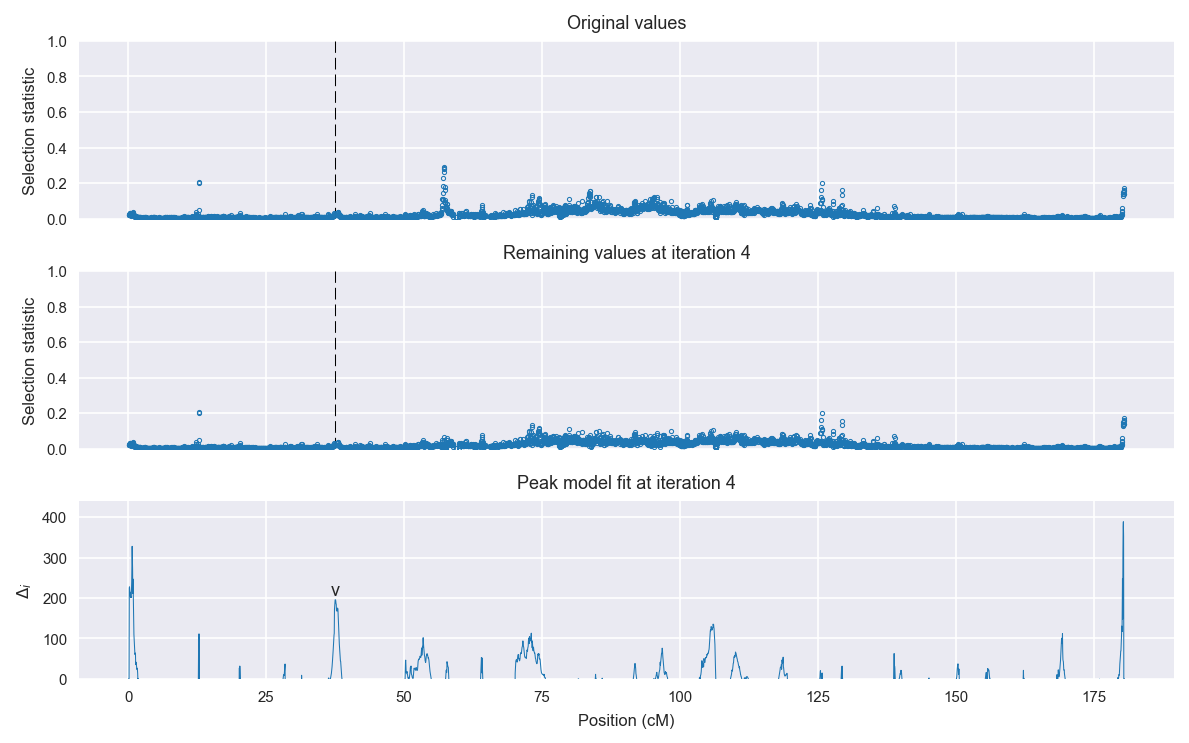 Original values
Selection statistic
1.0
0.8
0.6
0.4
0.2
0.0
Remaining values at iteration 4
Selection statistic
1.0
0.8
0.6
0.4
0.2
0.0
Peak model fit at iteration 4
Δi
400
300
200
100
0
v
0 25 50 75 100 125 150 175
Position (cM)